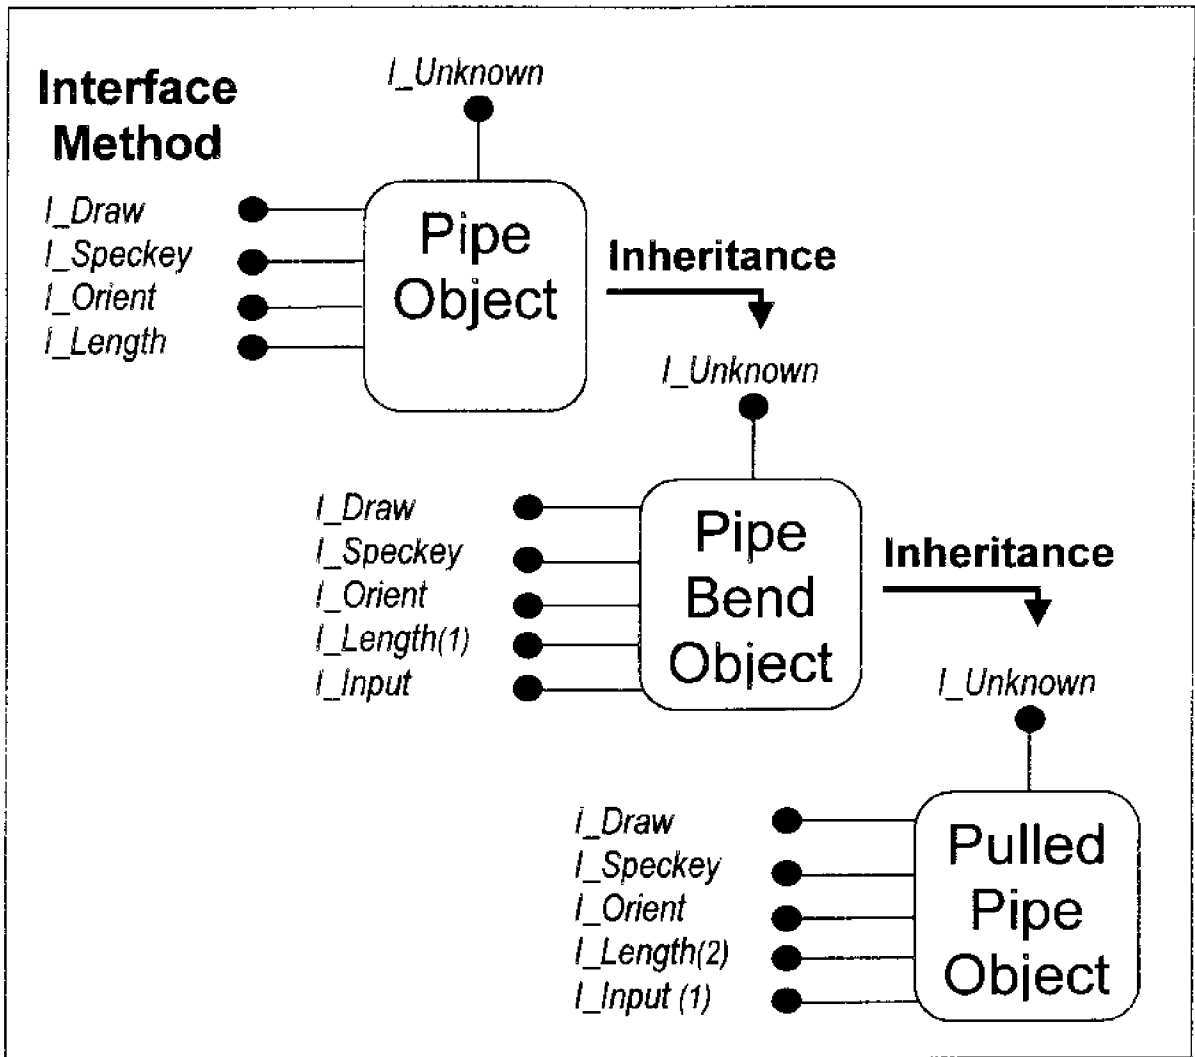 Interface
Method
I_Unknown
I_Draw
I_Speckey
I_Orient
I_Length
Pipe
Object
Inheritance
I_Unknown
I_Draw
I_Speckey
I_Orient
I_Length(1)
I_Input
Pipe
Bend
Object
Inheritance
I_Unknown
I_Draw
I_Speckey
I_Orient
I_Length(2)
I_Input (1)
Pulled
Pipe
Object